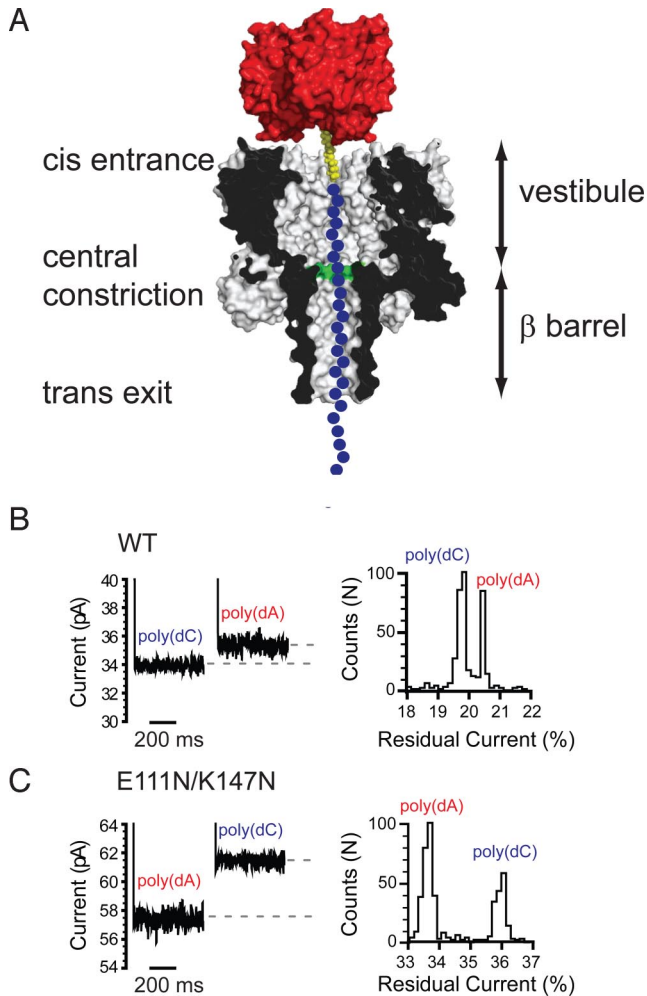 A
cis entrance
vestibule
central
constriction
β barrel
trans exit
B
WT
Current (pA)
40
38
36
34
32
30
poly(dC)
poly(dA)
200 ms
poly(dC)
poly(dA)
Counts (N)
100
50
0
18 19 20 21 22
Residual Current (%)
C
E111N/K147N
Current (pA)
64
62
60
58
56
54
poly(dC)
poly(dA)
200 ms
poly(dA)
poly(dC)
Counts (N)
100
50
0
33 34 35 36 37
Residual Current (%)